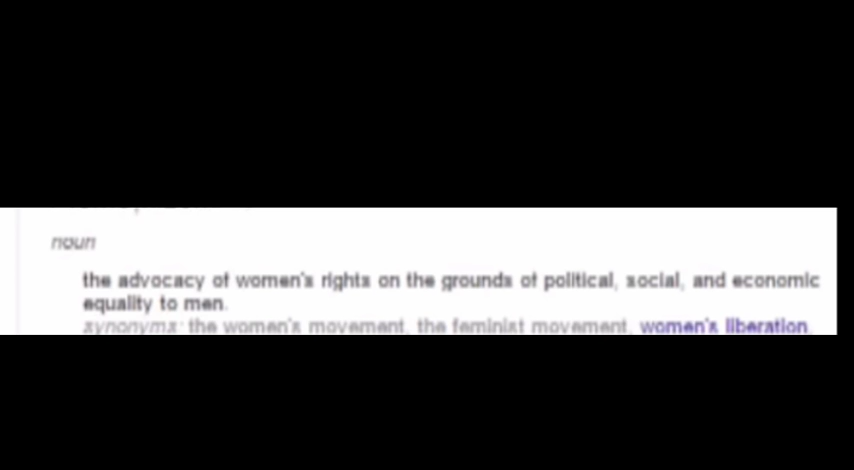 noun
the advocacy of women's rights on the grounds of political, social, and economic
equality to men.
synonyms: the women's movement, the feminist movement, women's liberation,